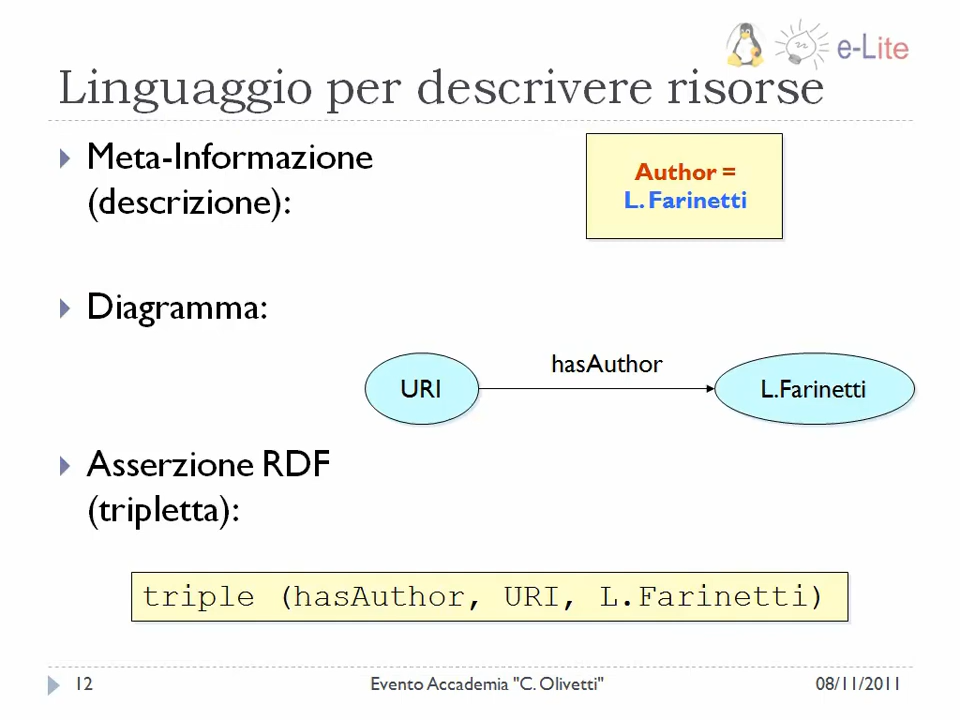 e-Lite
Linguaggio per descrivere risorse
Meta-Informazione
(descrizione):
Author =
L. Farinetti
Diagramma:
hasAuthor
URI
L.Farinetti
Asserzione RDF
(tripletta):
triple (hasAuthor, URI, L.Farinetti)
12
Evento Accademia "C. Olivetti"
08/11/2011